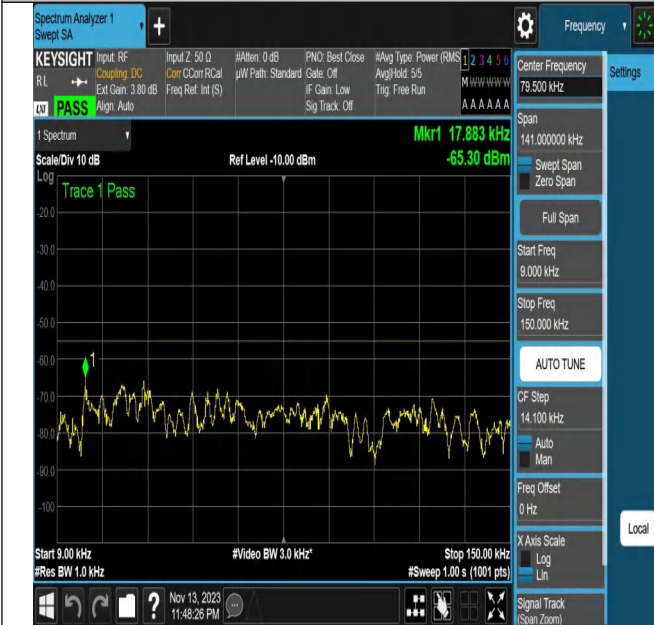 Spectrum Analyzer 1
Swept SA
+
Frequency
KEYSIGHT
RL
LXI PASS
Input: RF
Coupling: DC
Ext Gain: 3.80 dB
Align: Auto
Input Z: 50 Ω
Corr CCorr RCal
Freq Ref: Int (S)
#Atten: 0 dB
µW Path: Standard
PNO: Best Close
Gate: Off
IF Gain: Low
Sig Track: Off
#Avg Type: Power (RMS
Avg|Hold: 5/5
Trig: Free Run
1 2 3 4 5 6
M W W W W W
A A A A A A
1 Spectrum
Scale/Div 10 dB
Ref Level -10.00 dBm
Mkr1 17.883 kHz
-65.30 dBm
Log
Trace 1 Pass
-20.0
-30.0
-40.0
-50.0
-60.0
1
-70.0
-80.0
-90.0
-100
Start 9.00 kHz
#Video BW 3.0 kHz*
Stop 150.00 kHz
#Res BW 1.0 kHz
#Sweep 1.00 s (1001 pts)
?
Nov 13, 2023
11:48:26 PM
Center Frequency
79.500 kHz
Settings
Span
141.000000 kHz
Swept Span
Zero Span
Full Span
Start Freq
9.000 kHz
Stop Freq
150.000 kHz
AUTO TUNE
CF Step
14.100 kHz
Auto
Man
Freq Offset
0 Hz
Local
X Axis Scale
Log
Lin
Signal Track
(Span Zoom)